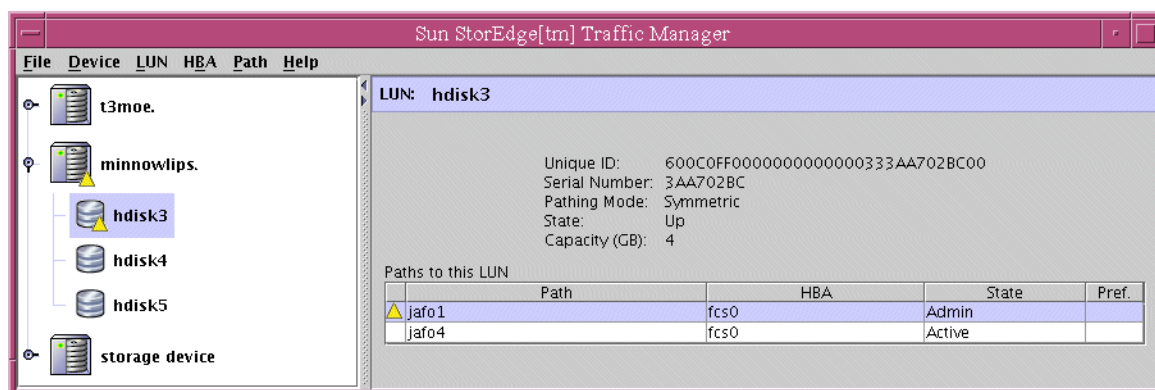 Sun StorEdge[tm] Traffic Manager
File Device LUN HBA Path Help
t3moe.
minnowlips.
hdisk3
hdisk4
hdisk5
storage device
LUN: hdisk3
Unique ID: 600C0FF0000000000000333AA702BC00
Serial Number: 3AA702BC
Pathing Mode: Symmetric
State: Up
Capacity (GB): 4
Paths to this LUN
Path HBA State Pref.
jafo1 fcs0 Admin
jafo4 fcs0 Active